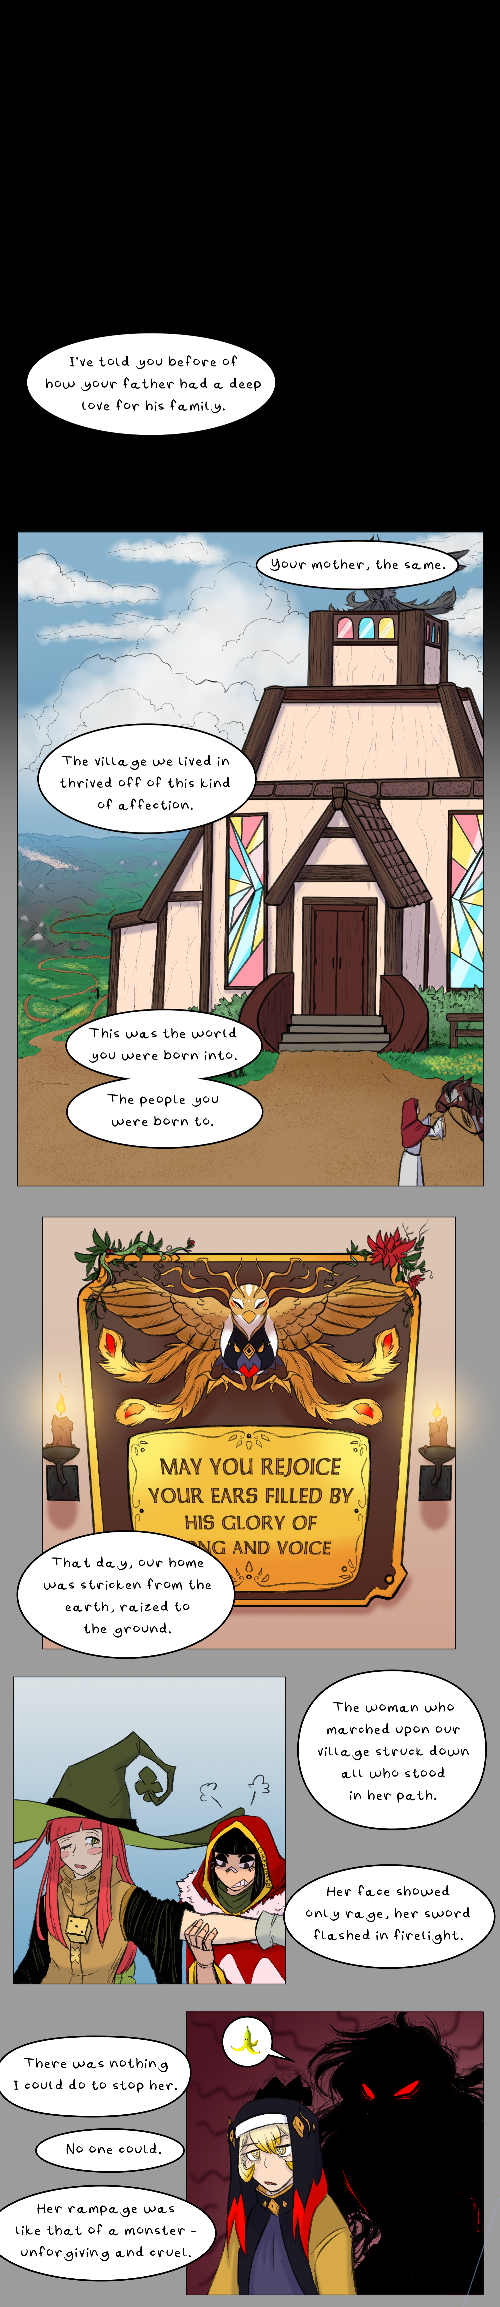 I've told you before of
how your father had a deep
love for his family.
Your mother, the same.
The village we lived in
thrived off of this kind
of affection.
This was the world
you were born into.
The people you
were born to.
MAY YOU REJOICE
YOUR EARS FILLED BY
HIS GLORY OF
NG AND VOICE
That day, our home
was stricken from the
earth, raized to
the ground.
The woman who
marched upon our
village struck down
all who stood
in her path.
Her face showed
only rage, her sword
flashed in firelight.
There was nothing
I could do to stop her.
No one could.
Her rampage was
like that of a monster -
unforgiving and cruel.